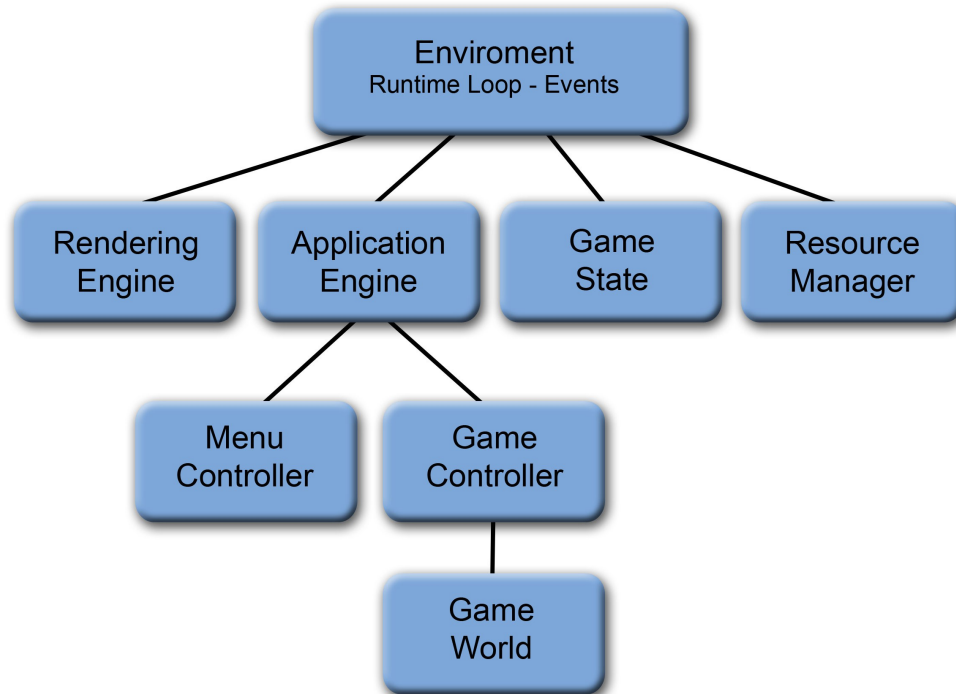 Enviroment
Runtime Loop - Events
Rendering
Engine
Application
Engine
Game
State
Resource
Manager
Menu
Controller
Game
Controller
Game
World